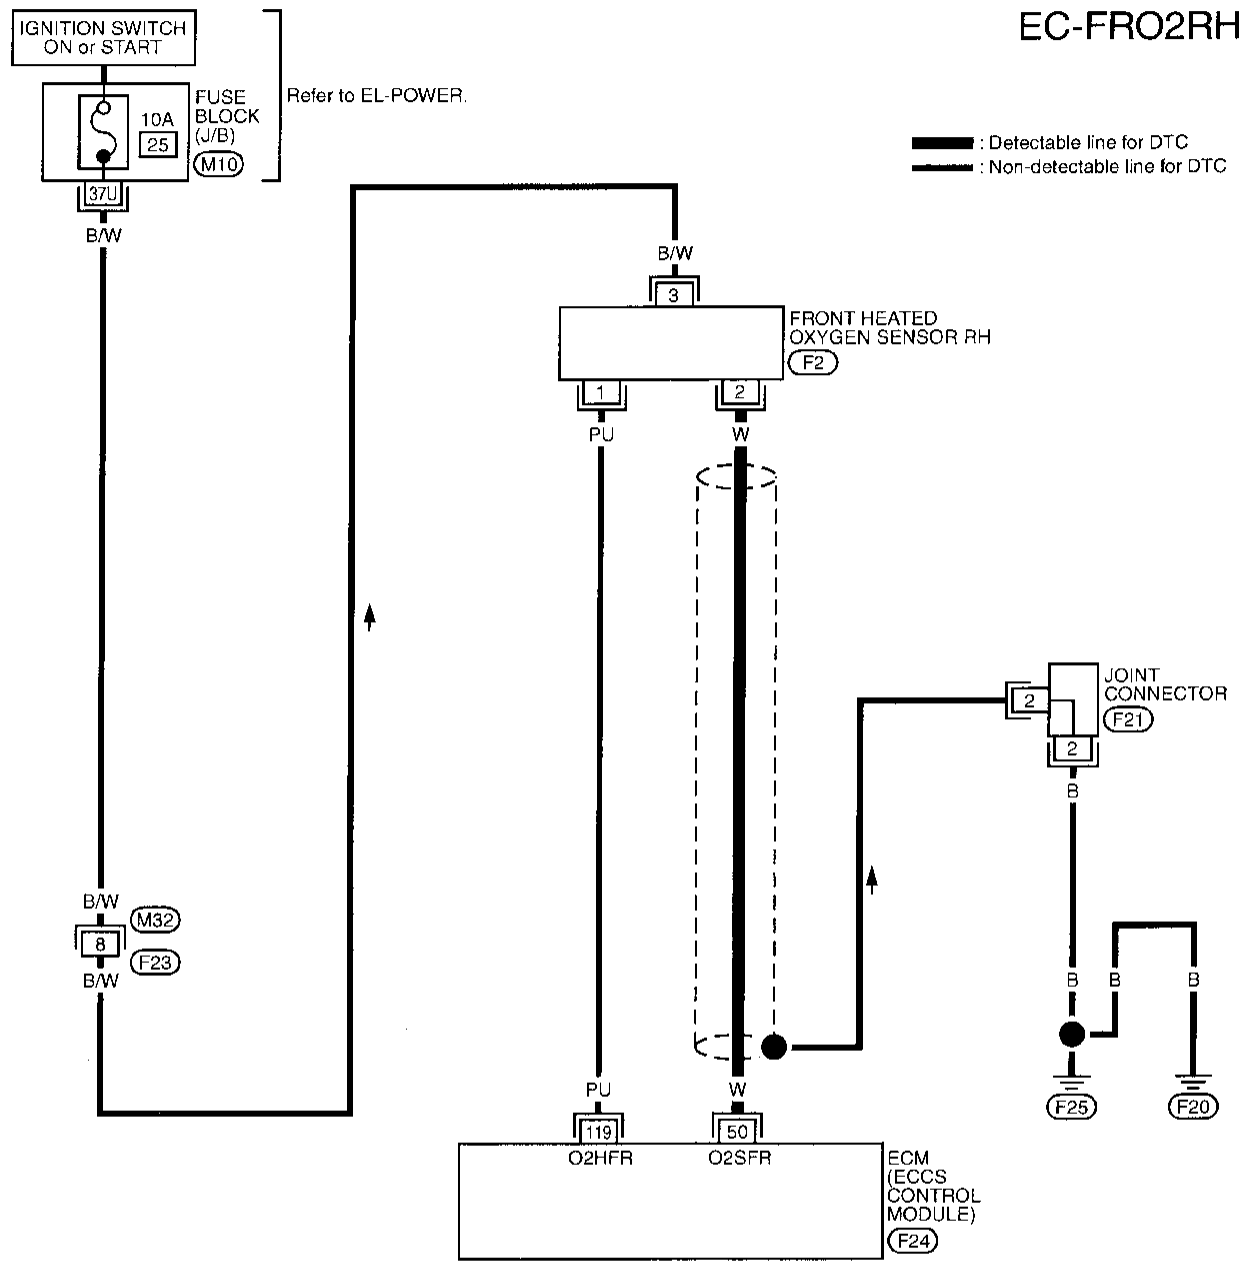 EC-FRO2RH
IGNITION SWITCH
ON or START
FUSE
BLOCK
(J/B)
M10
10A
25
37U
Refer to EL-POWER.
: Detectable line for DTC
: Non-detectable line for DTC
B/W
B/W
3
FRONT HEATED
OXYGEN SENSOR RH
F2
1
2
PU
W
2
JOINT
CONNECTOR
F21
2
B
B/W
M32
8
F23
B/W
B
B
B
F25
F20
PU
W
119
50
O2HFR
O2SFR
ECM
(ECCS
CONTROL
MODULE)
F24